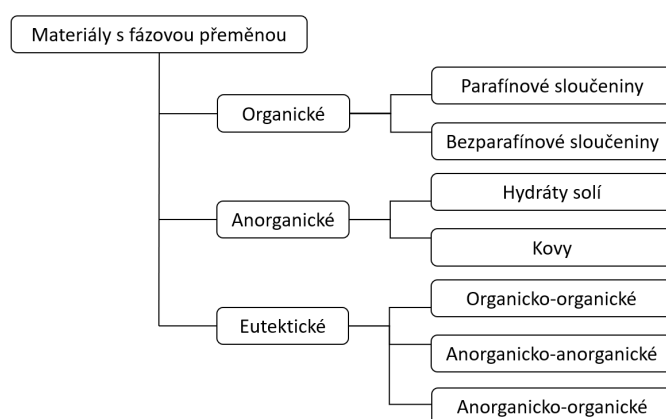 Materiály s fázovou přeměnou
Organické
Parafínové sloučeniny
Bezparafínové sloučeniny
Anorganické
Hydráty solí
Kovy
Eutektické
Organicko-organické
Anorganicko-anorganické
Anorganicko-organické